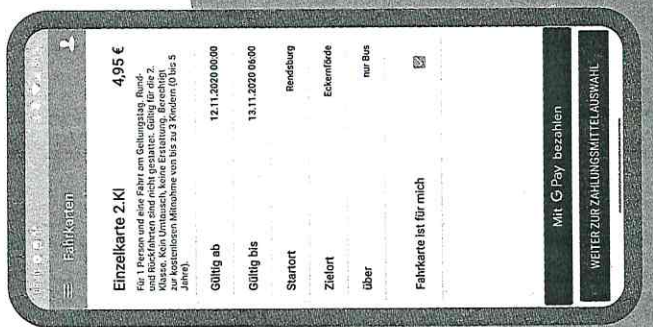 Fahrkarten
Einzelkarte 2.Kl 4,95 €
Für 1 Person und eine Fahrt am Geltungstag. Rund-
und Rückfahrten sind nicht gestattet. Gültig für die 2.
Klasse. Kein Umtausch, keine Erstattung. Berechtigt
zur kostenlosen Mitnahme von bis zu 3 Kindern (0 bis 5
Jahre).
Gültig ab 12.11.2020 00:00
Gültig bis 13.11.2020 06:00
Startort Rendsburg
Zielort Eckernförde
über nur Bus
Fahrkarte ist für mich
Mit G Pay bezahlen
WEITER ZUR ZAHLUNGSMITTELAUSWAHL